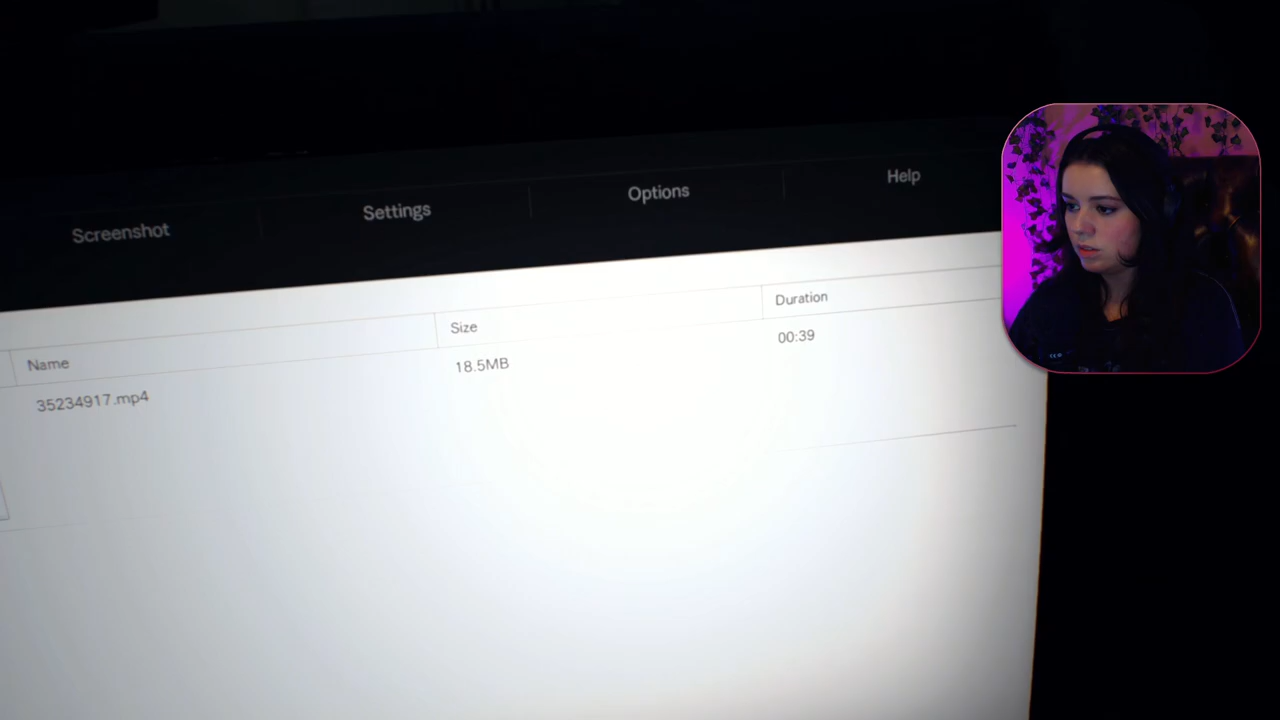 Screenshot Settings Options Help
Name Size Duration
35234917.mp4 18.5MB 00:39